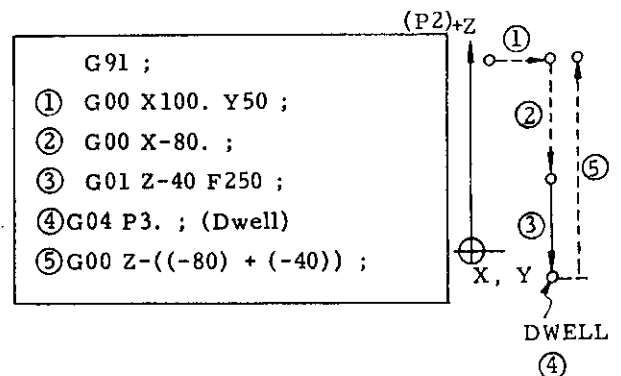 G91 ;
① G00 X100. Y50 ;
② G00 X-80. ;
③ G01 Z-40 F250 ;
④G04 P3. ; (Dwell)
⑤G00 Z-((-80) + (-40)) ;
(P2)+Z
①
②
③
⑤
X, Y
DWELL
④